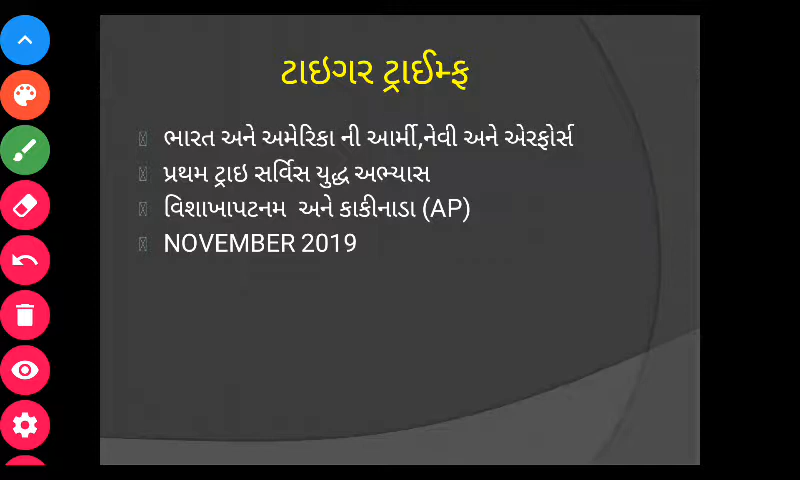 ટાઇગર ટ્રાઈમ્ફ
ભારત અને અમેરિકા ની આર્મી,નેવી અને એરફોર્સ
પ્રથમ ટ્રાઇ સર્વિસ યુદ્ધ અભ્યાસ
વિશાખાપટનમ અને કાકીનાડા (AP)
NOVEMBER 2019